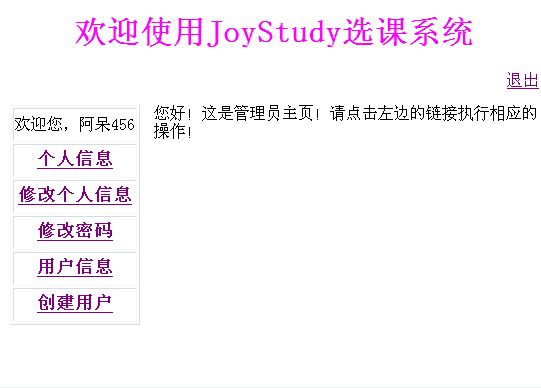 欢迎使用JoyStudy选课系统
退出
欢迎您，阿呆456
个人信息
修改个人信息
修改密码
用户信息
创建用户
您好！这是管理员主页！请点击左边的链接执行相应的
操作！